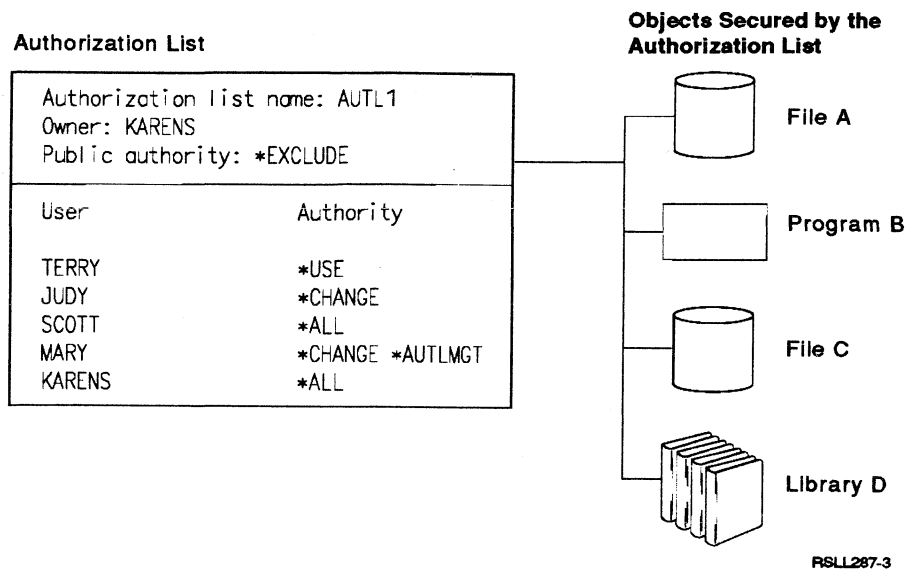 Authorization List
Authorization list name: AUTL1
Owner: KARENS
Public authority: *EXCLUDE
User Authority
TERRY *USE
JUDY *CHANGE
SCOTT *ALL
MARY *CHANGE *AUTLMGT
KARENS *ALL
Objects Secured by the
Authorization List
File A
Program B
File C
Library D
RSLL287-3